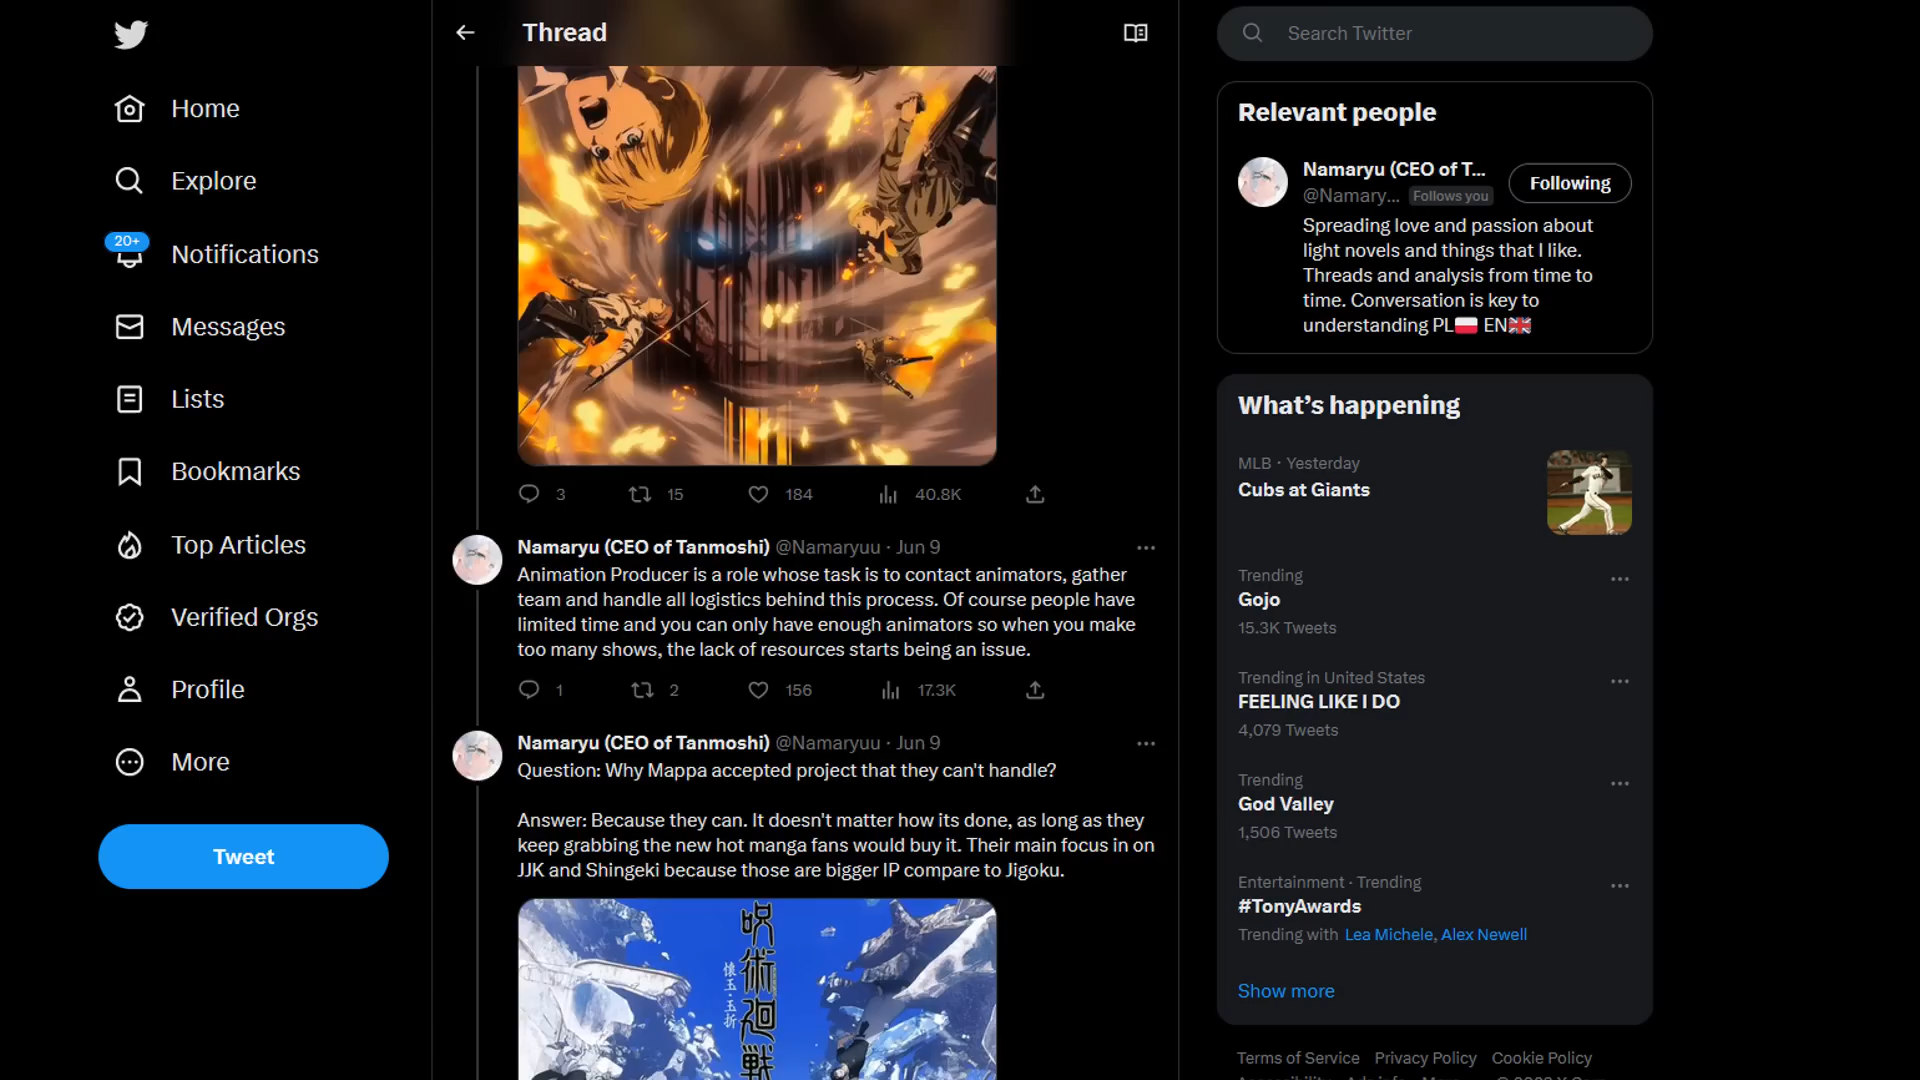 Home
Explore
20+
Notifications
Messages
Lists
Bookmarks
Top Articles
Verified Orgs
Profile
More
Tweet
Thread
3 15 184 40.8K
Namaryu (CEO of Tanmoshi) @Namaryuu · Jun 9
Animation Producer is a role whose task is to contact animators, gather
team and handle all logistics behind this process. Of course people have
limited time and you can only have enough animators so when you make
too many shows, the lack of resources starts being an issue.
1 2 156 17.3K
Namaryu (CEO of Tanmoshi) @Namaryuu · Jun 9
Question: Why Mappa accepted project that they can't handle?
Answer: Because they can. It doesn't matter how its done, as long as they
keep grabbing the new hot manga fans would buy it. Their main focus in on
JJK and Shingeki because those are bigger IP compare to Jigoku.
呪術廻戦
懐玉·玉折
Search Twitter
Relevant people
Namaryu (CEO of T...
Following
@Namary... Follows you
Spreading love and passion about
light novels and things that I like.
Threads and analysis from time to
time. Conversation is key to
understanding PL🇵🇱 EN🇬🇧
What's happening
MLB · Yesterday
Cubs at Giants
Trending
Gojo
15.3K Tweets
Trending in United States
FEELING LIKE I DO
4,079 Tweets
Trending
God Valley
1,506 Tweets
Entertainment · Trending
#TonyAwards
Trending with Lea Michele, Alex Newell
Show more
Terms of Service Privacy Policy Cookie Policy